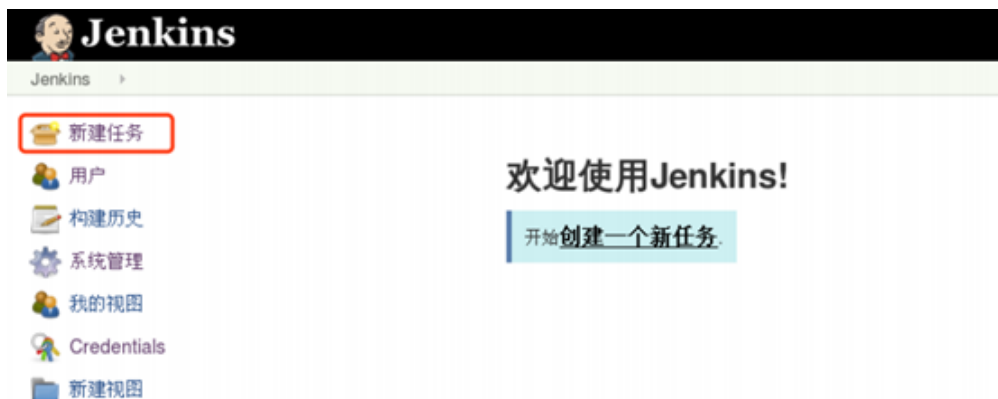 Jenkins
Jenkins
新建任务
用户
构建历史
系统管理
我的视图
Credentials
新建视图
欢迎使用Jenkins!
开始创建一个新任务.